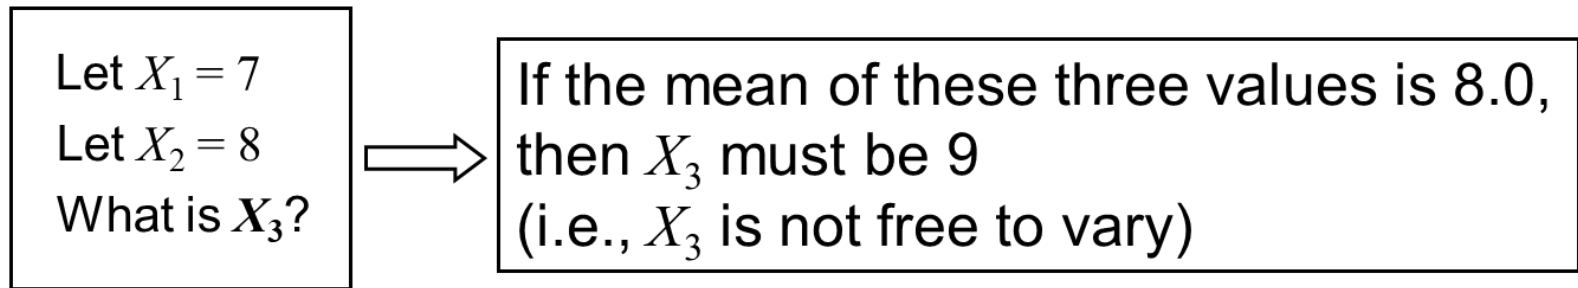 Let X₁ = 7
Let X₂ = 8
What is X₃?
If the mean of these three values is 8.0,
then X₃ must be 9
(i.e., X₃ is not free to vary)